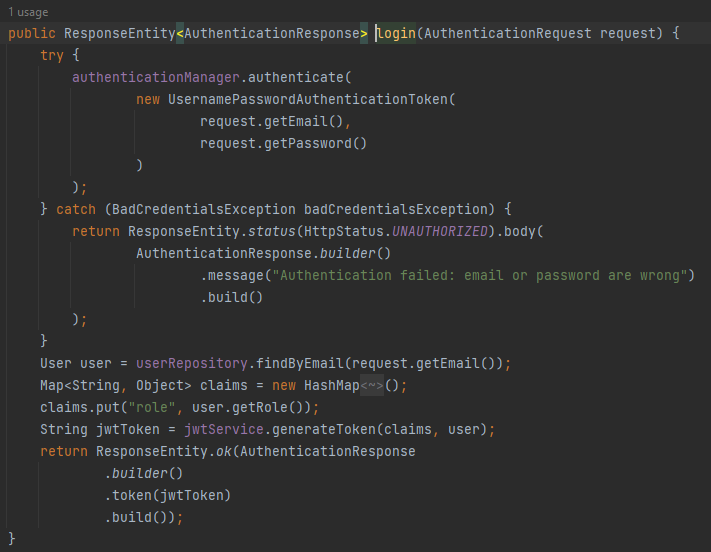 1 usage
public ResponseEntity<AuthenticationResponse> login(AuthenticationRequest request) {
    try {
        authenticationManager.authenticate(
                new UsernamePasswordAuthenticationToken(
                        request.getEmail(),
                        request.getPassword()
                )
        );
    } catch (BadCredentialsException badCredentialsException) {
        return ResponseEntity.status(HttpStatus.UNAUTHORIZED).body(
                AuthenticationResponse.builder()
                        .message("Authentication failed: email or password are wrong")
                        .build()
        );
    }
    User user = userRepository.findByEmail(request.getEmail());
    Map<String, Object> claims = new HashMap<~>();
    claims.put("role", user.getRole());
    String jwtToken = jwtService.generateToken(claims, user);
    return ResponseEntity.ok(AuthenticationResponse
            .builder()
            .token(jwtToken)
            .build());
}